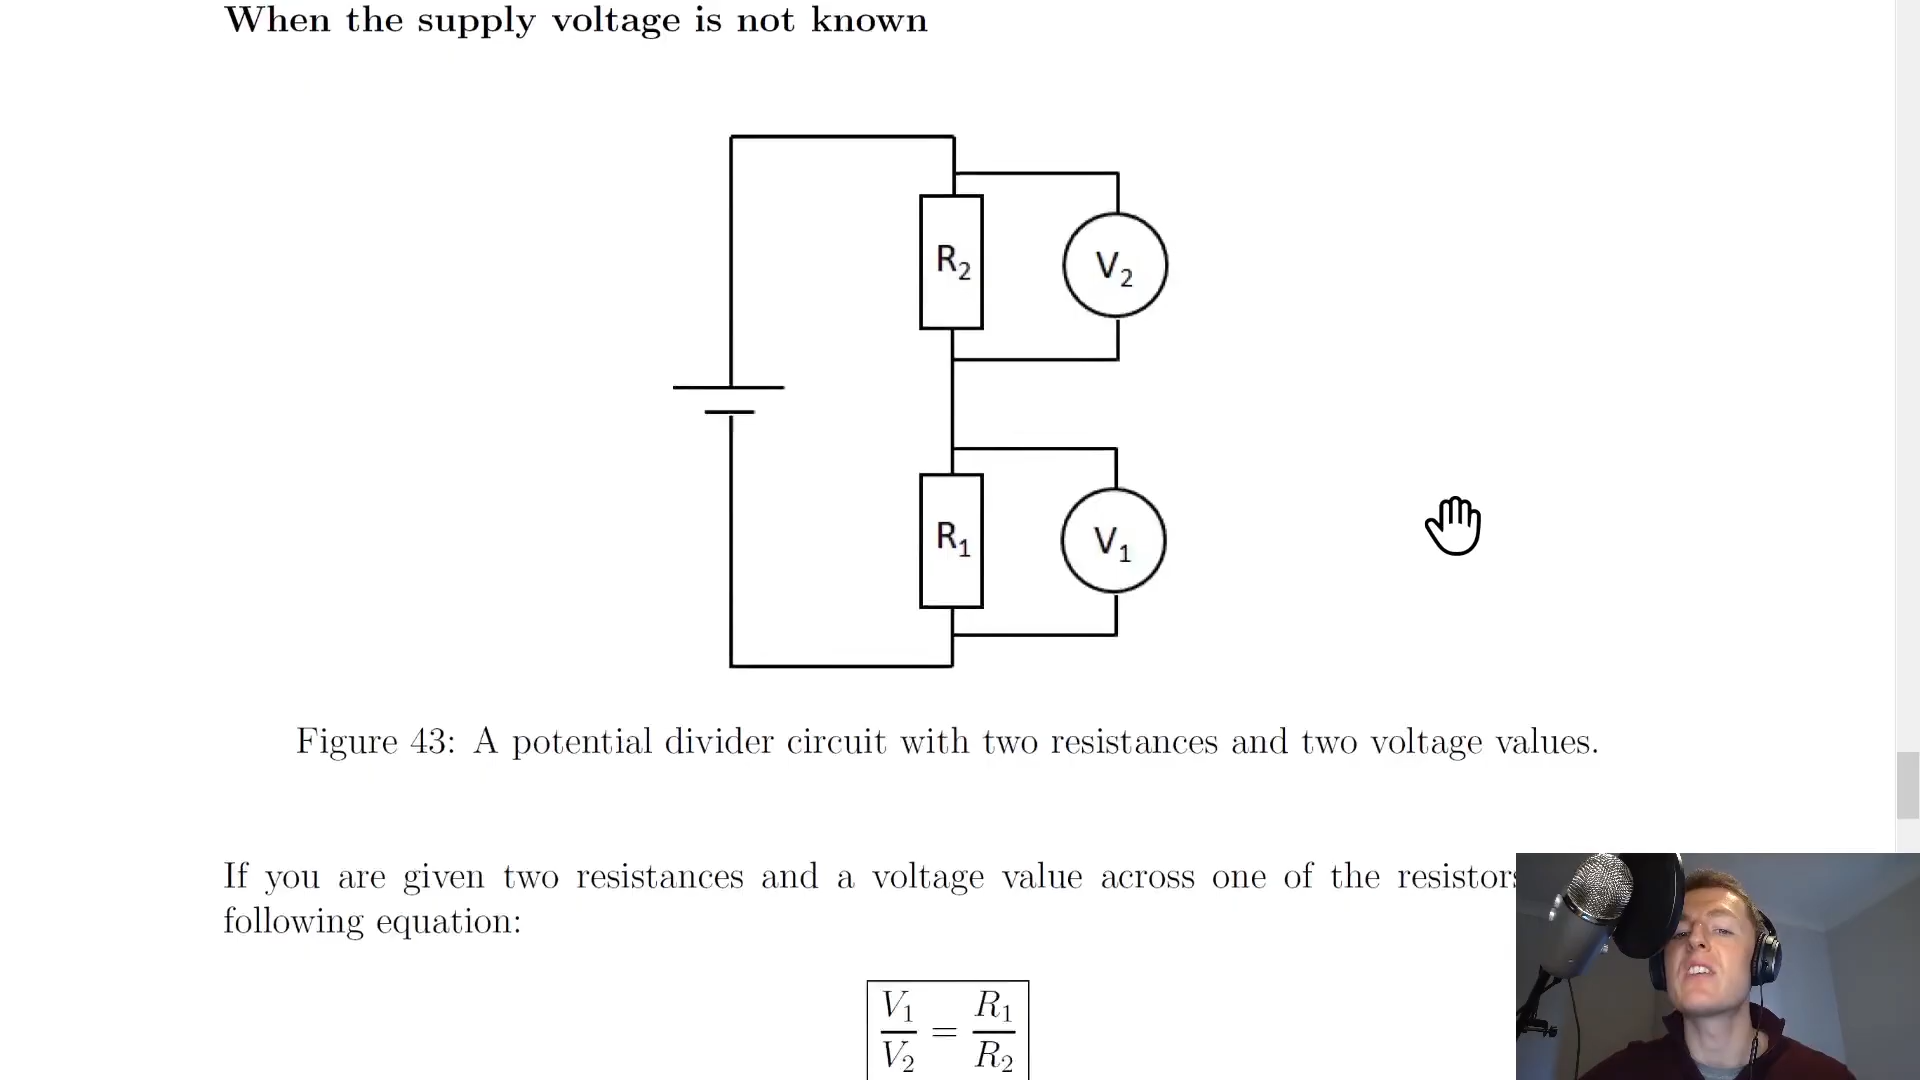 When the supply voltage is not known
R₂
V₂
R₁
V₁
Figure 43: A potential divider circuit with two resistances and two voltage values.
If you are given two resistances and a voltage value across one of the resistors
following equation:
V₁/V₂ = R₁/R₂